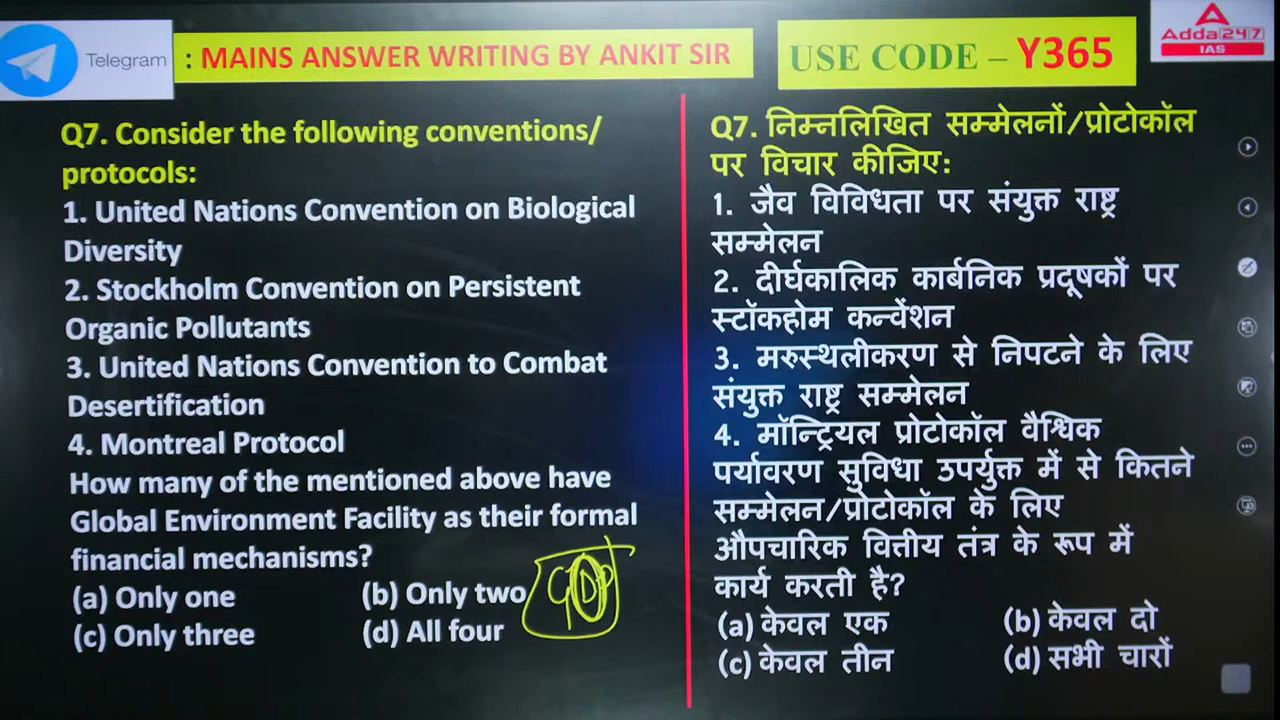 Telegram : MAINS ANSWER WRITING BY ANKIT SIR
USE CODE – Y365
Adda247
IAS
Q7. Consider the following conventions/
protocols:
1. United Nations Convention on Biological
Diversity
2. Stockholm Convention on Persistent
Organic Pollutants
3. United Nations Convention to Combat
Desertification
4. Montreal Protocol
How many of the mentioned above have
Global Environment Facility as their formal
financial mechanisms?
(a) Only one (b) Only two
(c) Only three (d) All four
Q7. निम्नलिखित सम्मेलनों/प्रोटोकॉल
पर विचार कीजिए:
1. जैव विविधता पर संयुक्त राष्ट्र
सम्मेलन
2. दीर्घकालिक कार्बनिक प्रदूषकों पर
स्टॉकहोम कन्वेंशन
3. मरुस्थलीकरण से निपटने के लिए
संयुक्त राष्ट्र सम्मेलन
4. मॉन्ट्रियल प्रोटोकॉल वैश्विक
पर्यावरण सुविधा उपर्युक्त में से कितने
सम्मेलन/प्रोटोकॉल के लिए
औपचारिक वित्तीय तंत्र के रूप में
कार्य करती है?
(a) केवल एक (b) केवल दो
(c) केवल तीन (d) सभी चारों